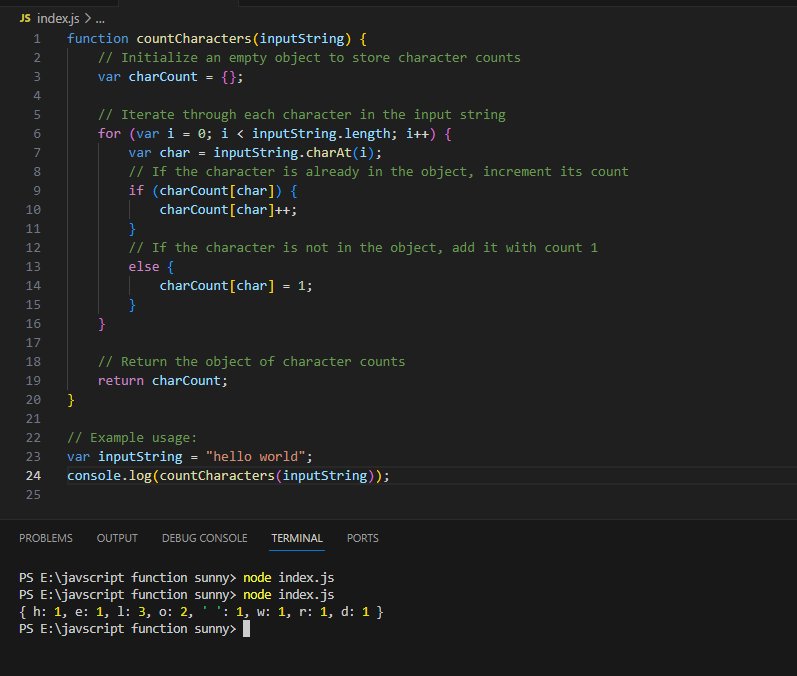 JS index.js > ...
1 function countCharacters(inputString) {
2     // Initialize an empty object to store character counts
3     var charCount = {};
4
5     // Iterate through each character in the input string
6     for (var i = 0; i < inputString.length; i++) {
7         var char = inputString.charAt(i);
8         // If the character is already in the object, increment its count
9         if (charCount[char]) {
10             charCount[char]++;
11         }
12         // If the character is not in the object, add it with count 1
13         else {
14             charCount[char] = 1;
15         }
16     }
17
18     // Return the object of character counts
19     return charCount;
20 }
21
22 // Example usage:
23 var inputString = "hello world";
24 console.log(countCharacters(inputString));
25
PROBLEMS OUTPUT DEBUG CONSOLE TERMINAL PORTS
PS E:\javscript function sunny> node index.js
PS E:\javscript function sunny> node index.js
{ h: 1, e: 1, l: 3, o: 2, ' ': 1, w: 1, r: 1, d: 1 }
PS E:\javscript function sunny>